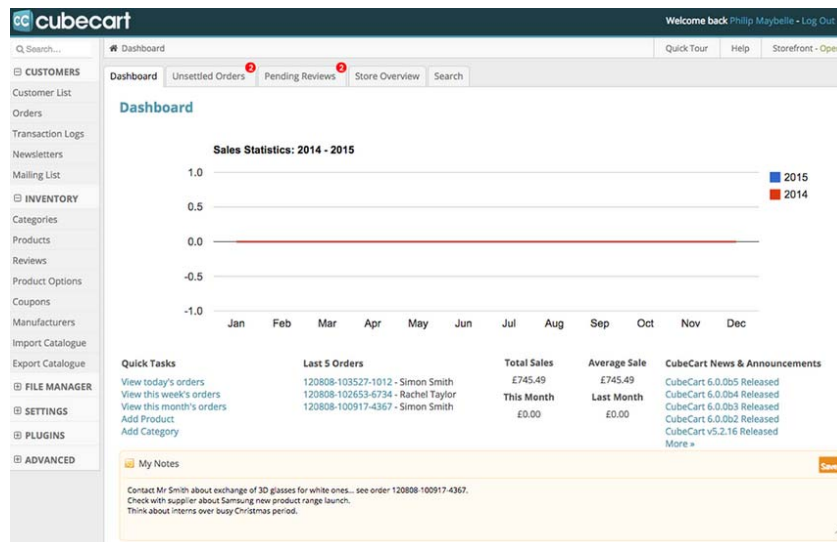 cc cubecart
Welcome back Philip Maybelle - Log Out
Search...
Dashboard
Quick Tour
Help
Storefront - Ope
CUSTOMERS
Customer List
Orders
Transaction Logs
Newsletters
Mailing List
INVENTORY
Categories
Products
Reviews
Product Options
Coupons
Manufacturers
Import Catalogue
Export Catalogue
FILE MANAGER
SETTINGS
PLUGINS
ADVANCED
Dashboard
Unsettled Orders 2
Pending Reviews 2
Store Overview
Search
Dashboard
Sales Statistics: 2014 - 2015
1.0
0.5
0.0
-0.5
-1.0
Jan Feb Mar Apr May Jun Jul Aug Sep Oct Nov Dec
2015
2014
Quick Tasks
View today's orders
View this week's orders
View this month's orders
Add Product
Add Category
Last 5 Orders
120808-103527-1012 - Simon Smith
120808-102653-6734 - Rachel Taylor
120808-100917-4367 - Simon Smith
Total Sales
£745.49
This Month
£0.00
Average Sale
£745.49
Last Month
£0.00
CubeCart News & Announcements
CubeCart 6.0.0b5 Released
CubeCart 6.0.0b4 Released
CubeCart 6.0.0b3 Released
CubeCart 6.0.0b2 Released
CubeCart v5.2.16 Released
More »
My Notes
Save
Contact Mr Smith about exchange of 3D glasses for white ones... see order 120808-100917-4367.
Check with supplier about Samsung new product range launch.
Think about interns over busy Christmas period.